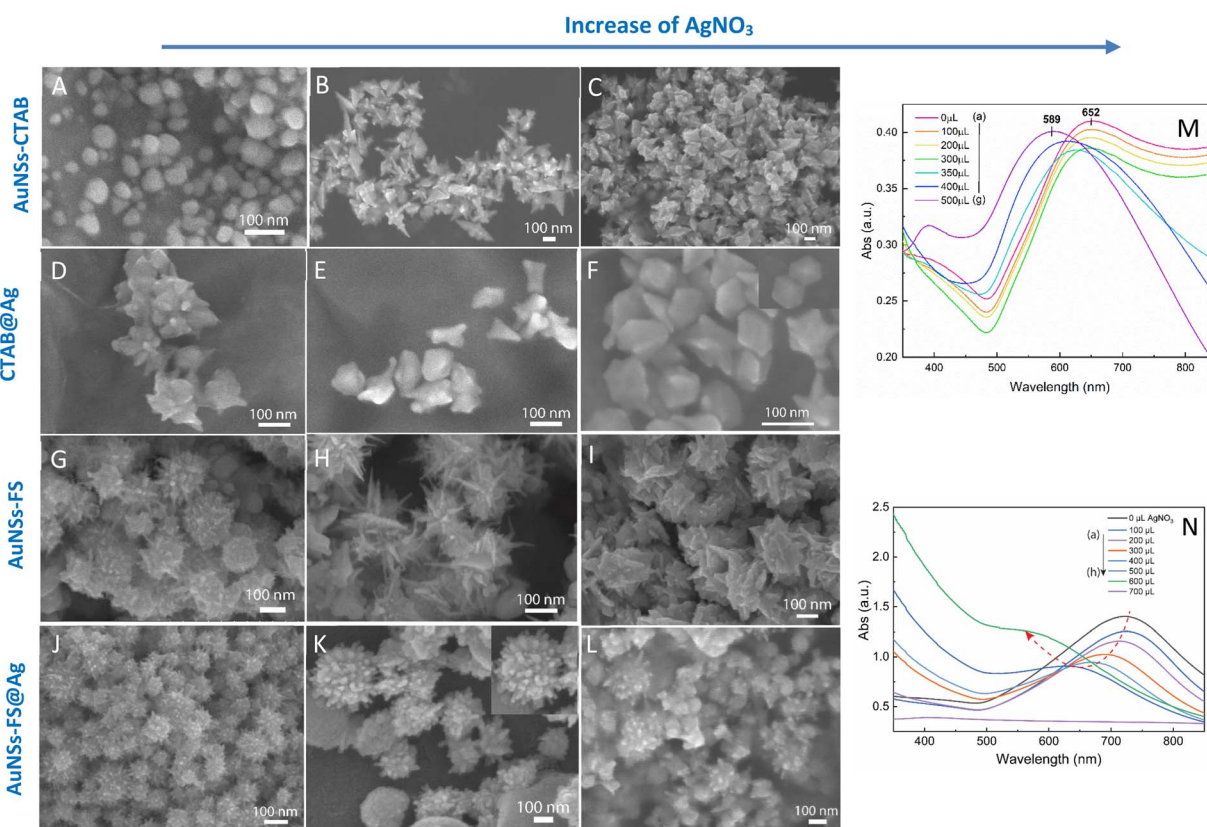 Increase of AgNO₃
AuNSs-CTAB
A
100 nm
B
100 nm
C
100 nm
CTAB@Ag
D
100 nm
E
100 nm
F
100 nm
AuNSs-FS
G
100 nm
H
100 nm
I
100 nm
AuNSs-FS@Ag
J
100 nm
K
100 nm
L
100 nm
M
589
652
0μL (a)
100μL
200μL
300μL
350μL
400μL
500μL (g)
Abs (a.u.)
0.40
0.35
0.30
0.25
0.20
400 500 600 700 800
Wavelength (nm)
N
0 μL AgNO₃
(a) 100 μL
200 μL
300 μL
400 μL
(h) 500 μL
600 μL
700 μL
Abs (a.u.)
2.5
2.0
1.5
1.0
0.5
400 500 600 700 800
Wavelength (nm)